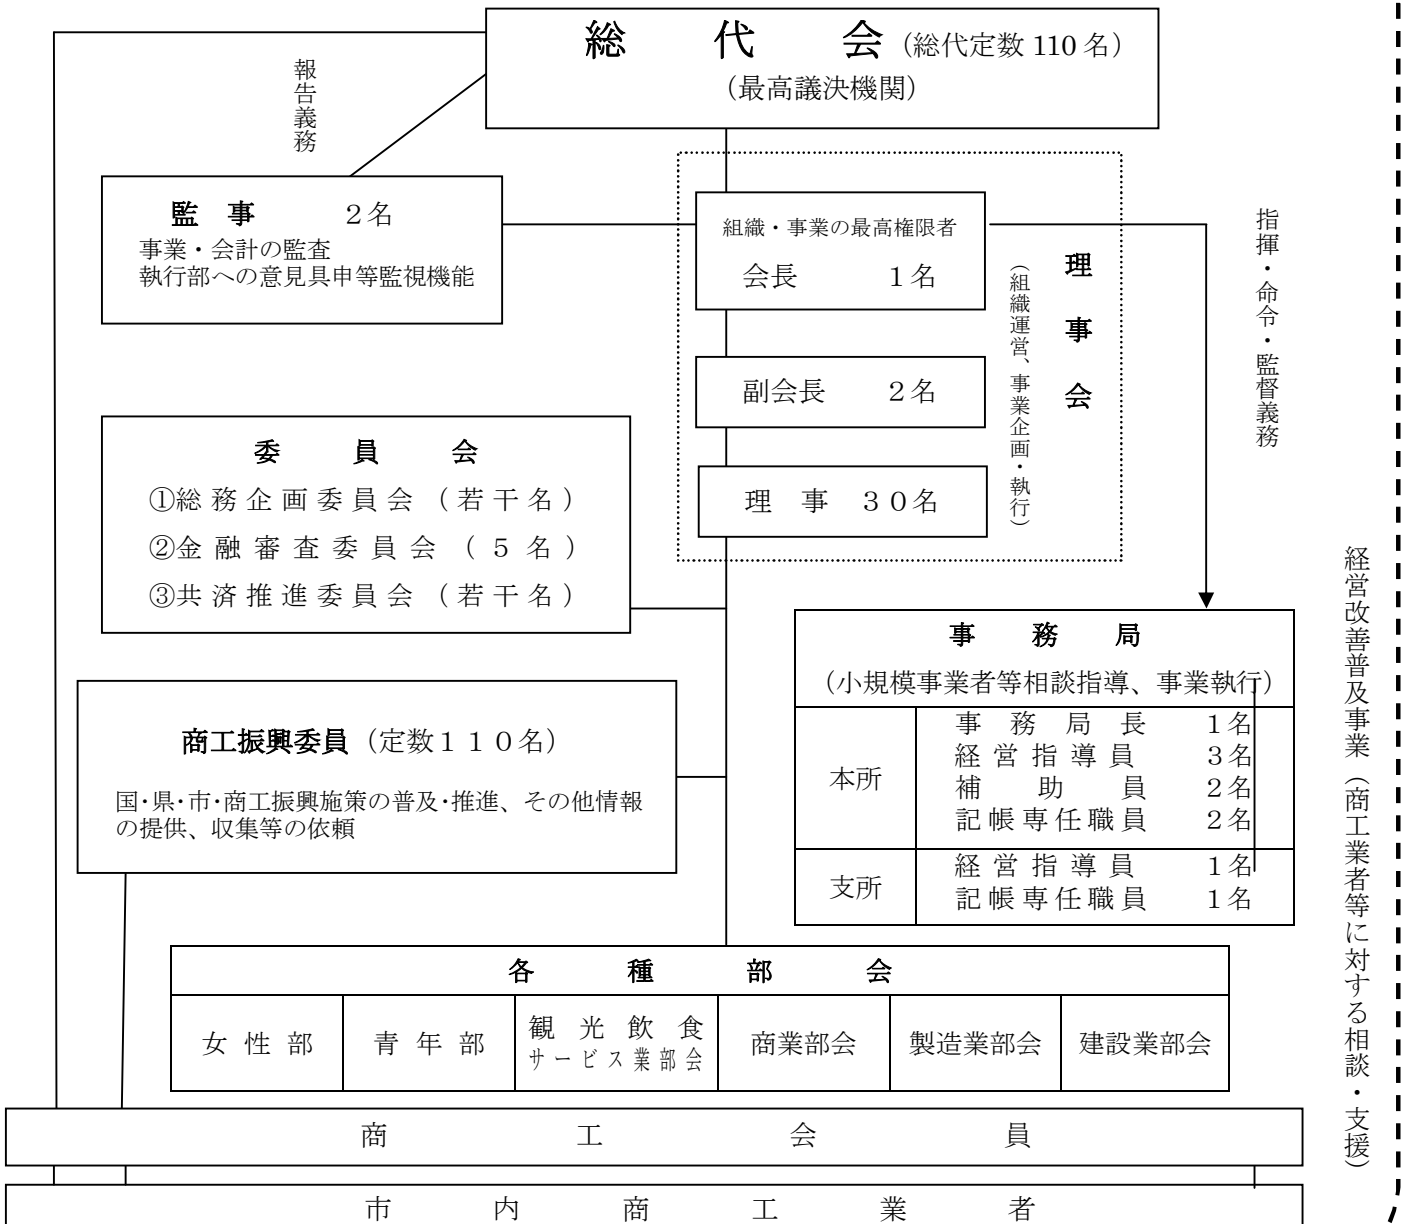 総代会（総代定数 110 名）
（最高議決機関）
報告義務
監事　２名
事業・会計の監査
執行部への意見具申等監視機能
組織・事業の最高権限者
会長　１名
副会長　２名
理事　３０名
理事会
（組織運営、事業企画・執行）
指揮・命令・監督義務
委員会
①総務企画委員会（若干名）
②金融審査委員会（５名）
③共済推進委員会（若干名）
事務局
（小規模事業者等相談指導、事業執行）
本所
事務局長　１名
経営指導員　３名
補助員　２名
記帳専任職員　２名
支所
経営指導員　１名
記帳専任職員　１名
商工振興委員（定数１１０名）
国・県・市・商工振興施策の普及・推進、その他情報
の提供、収集等の依頼
経営改善普及事業（商工業者等に対する相談・支援）
各種部会
女性部
青年部
観光飲食
サービス業部会
商業部会
製造業部会
建設業部会
商工会員
市内商工業者